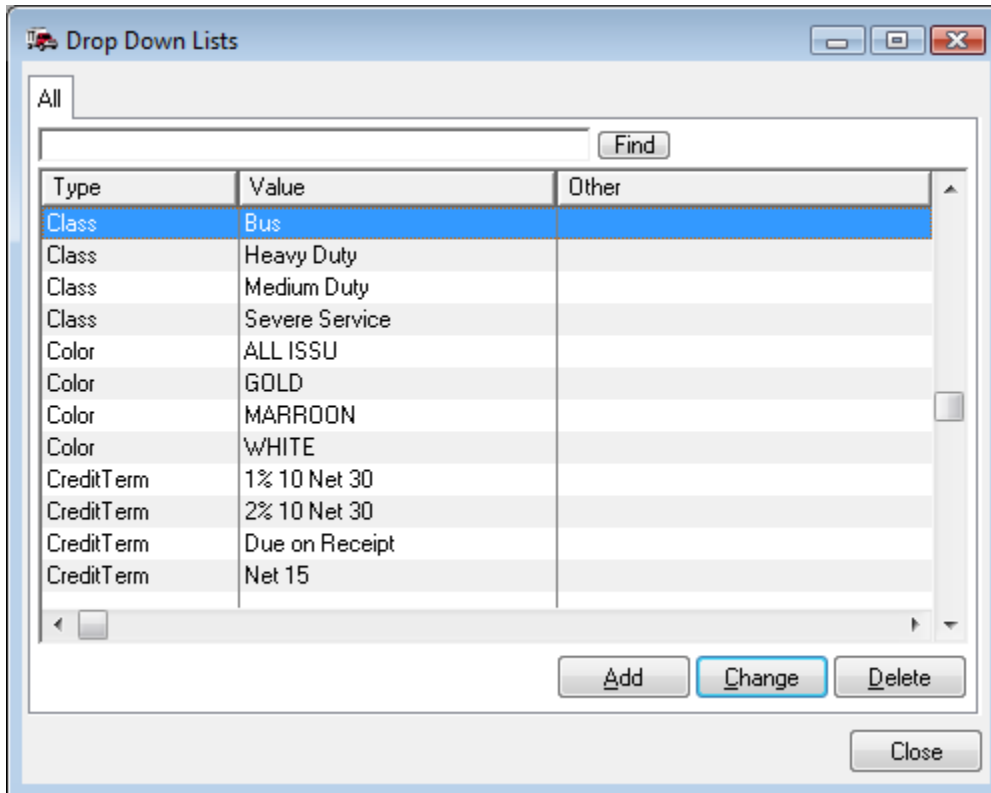 Drop Down Lists
All
Find
Type Value Other
Class Bus
Class Heavy Duty
Class Medium Duty
Class Severe Service
Color ALL ISSU
Color GOLD
Color MARROON
Color WHITE
CreditTerm 1% 10 Net 30
CreditTerm 2% 10 Net 30
CreditTerm Due on Receipt
CreditTerm Net 15
Add Change Delete
Close